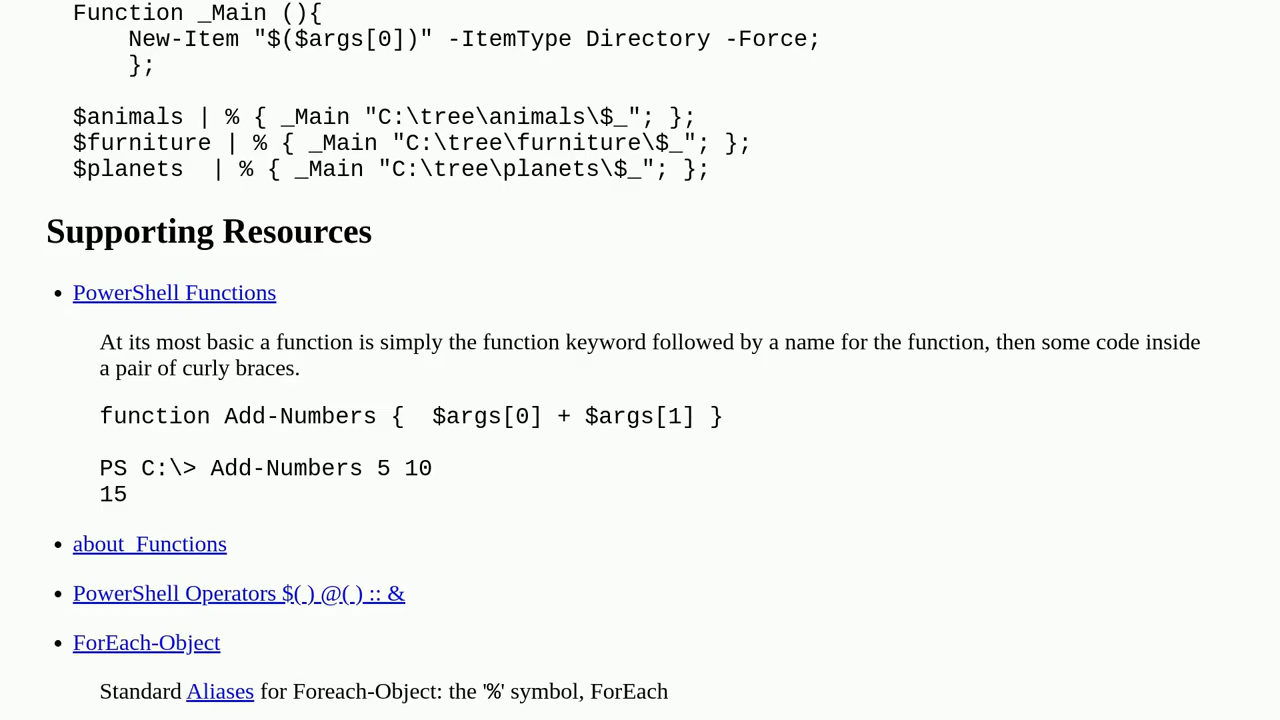 Function _Main (){
    New-Item "$($args[0])" -ItemType Directory -Force;
    };

$animals | % { _Main "C:\tree\animals\$_"; };
$furniture | % { _Main "C:\tree\furniture\$_"; };
$planets  | % { _Main "C:\tree\planets\$_"; };
Supporting Resources
• PowerShell Functions
At its most basic a function is simply the function keyword followed by a name for the function, then some code inside
a pair of curly braces.
function Add-Numbers {  $args[0] + $args[1] }

PS C:\> Add-Numbers 5 10
15
• about_Functions
• PowerShell Operators $( ) @( ) :: &
• ForEach-Object
Standard Aliases for Foreach-Object: the '%' symbol, ForEach